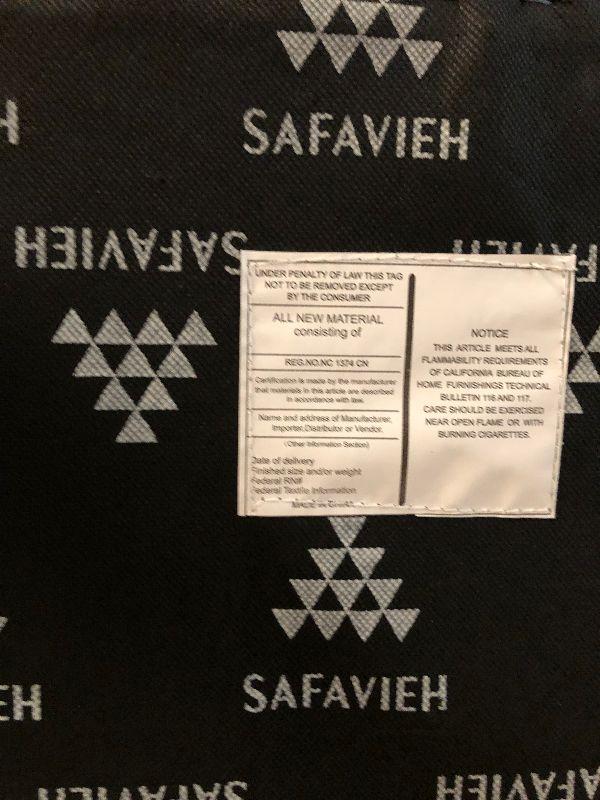 H
SAFAVIEH
SAFAVIEH
UNDER PENALTY OF LAW THIS TAG
NOT TO BE REMOVED EXCEPT
BY THE CONSUMER
ALL NEW MATERIAL
consisting of
REG.NO.NC 1374 CN
Certification is made by the manufacturer
that materials in this article are described
in accordance with law.
Name and address of Manufacturer,
Importer,Distributor or Vendor.
(Other Information Section)
Date of delivery
Finished size and/or weight
Federal RN#
Federal Textile Information
MADE IN
NOTICE
THIS ARTICLE MEETS ALL
FLAMMABILITY REQUIREMENTS
OF CALIFORNIA BUREAU OF
HOME FURNISHINGS TECHNICAL
BULLETIN 116 AND 117.
CARE SHOULD BE EXERCISED
NEAR OPEN FLAME OR WITH
BURNING CIGARETTES.
EH
SAFAVIEH